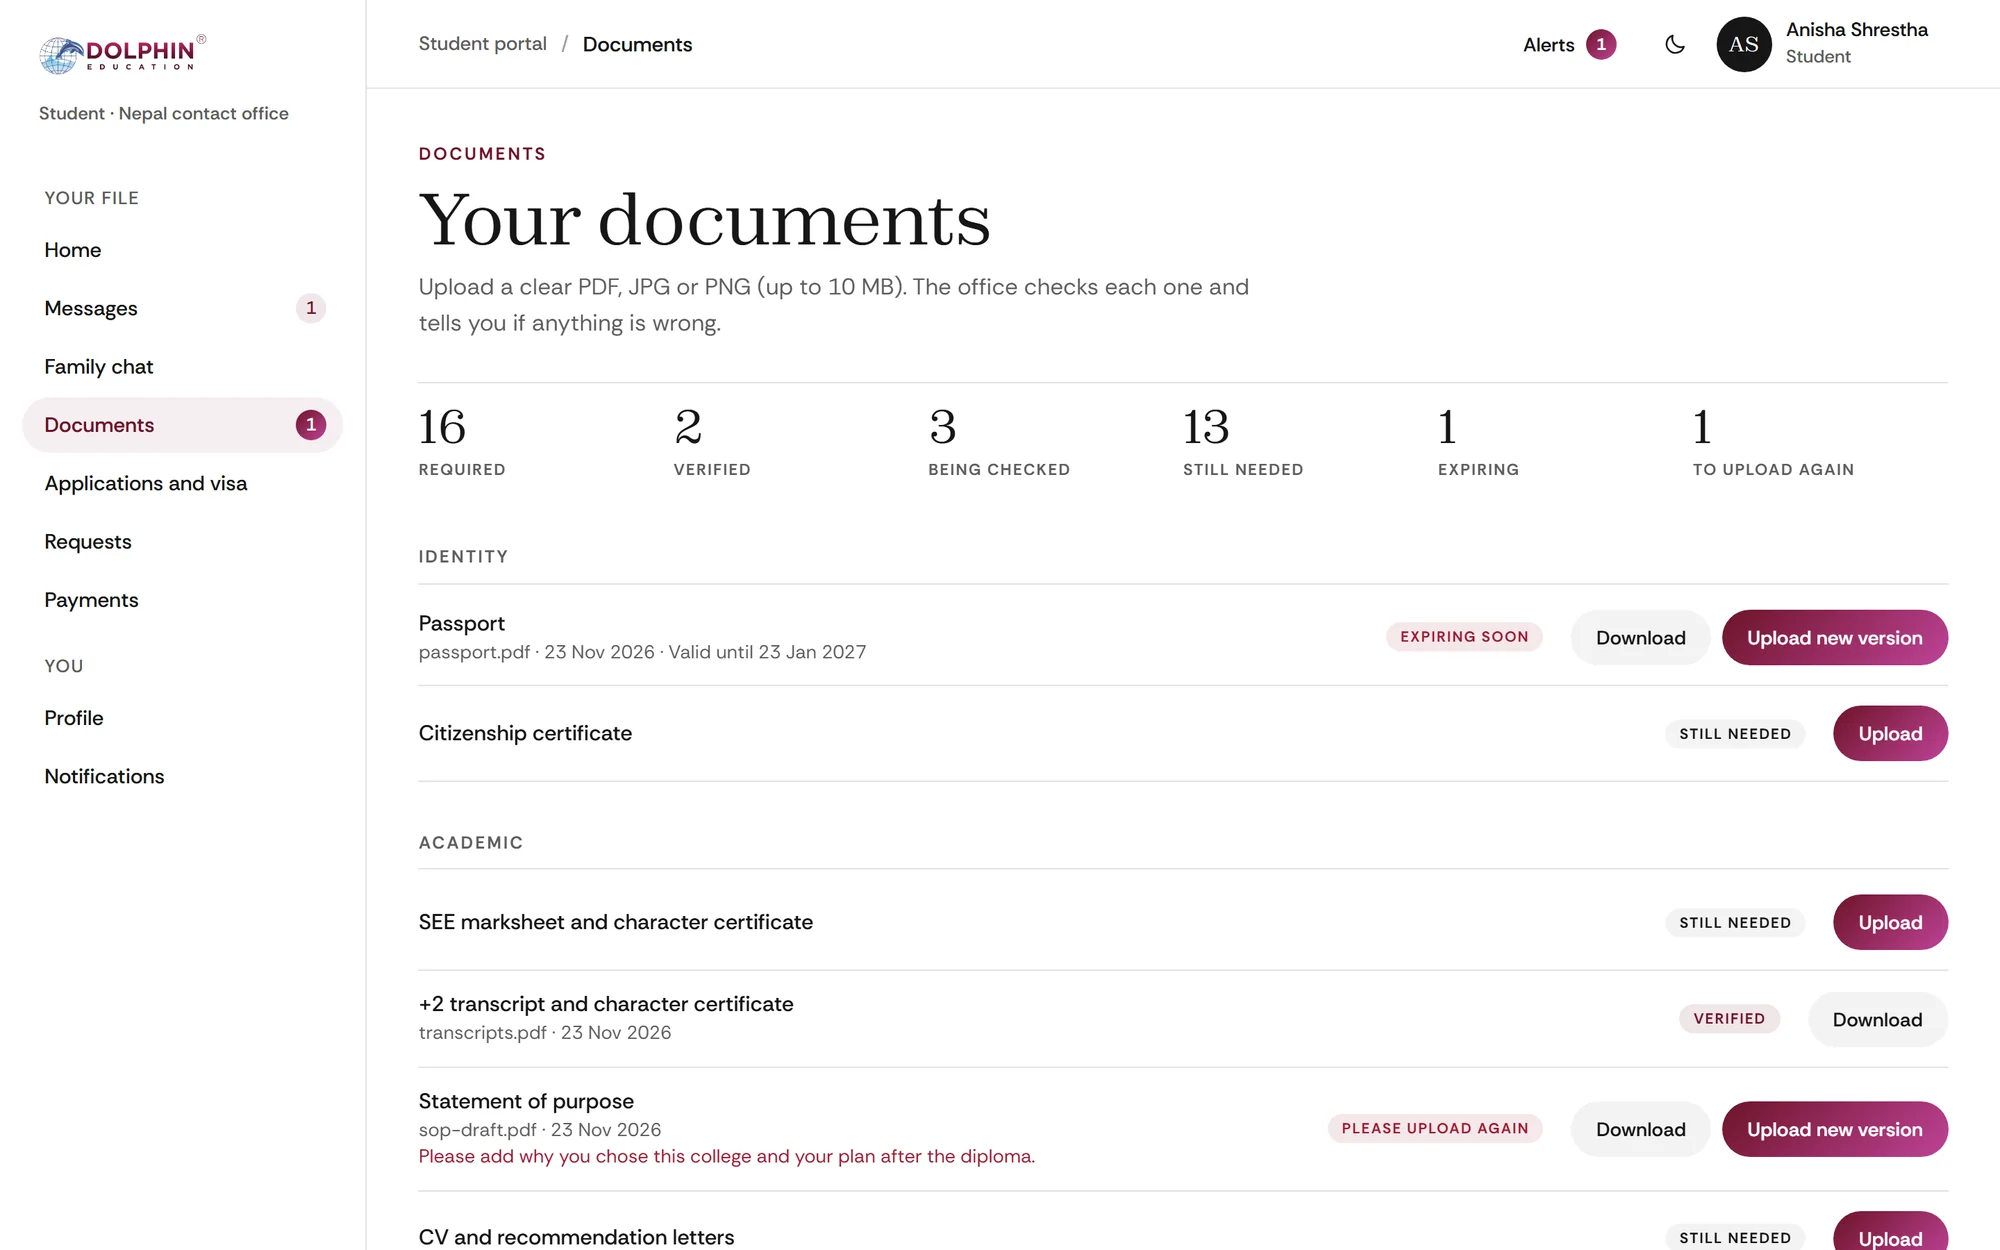 DOLPHIN®
EDUCATION
Student · Nepal contact office
YOUR FILE
Home
Messages 1
Family chat
Documents 1
Applications and visa
Requests
Payments
YOU
Profile
Notifications
Student portal / Documents
Alerts 1
AS
Anisha Shrestha
Student
DOCUMENTS
Your documents
Upload a clear PDF, JPG or PNG (up to 10 MB). The office checks each one and
tells you if anything is wrong.
16 2 3 13 1 1
REQUIRED VERIFIED BEING CHECKED STILL NEEDED EXPIRING TO UPLOAD AGAIN
IDENTITY
Passport
passport.pdf · 23 Nov 2026 · Valid until 23 Jan 2027
EXPIRING SOON Download Upload new version
Citizenship certificate STILL NEEDED Upload
ACADEMIC
SEE marksheet and character certificate STILL NEEDED Upload
+2 transcript and character certificate
transcripts.pdf · 23 Nov 2026
VERIFIED Download
Statement of purpose
sop-draft.pdf · 23 Nov 2026
Please add why you chose this college and your plan after the diploma.
PLEASE UPLOAD AGAIN Download Upload new version
CV and recommendation letters STILL NEEDED Upload